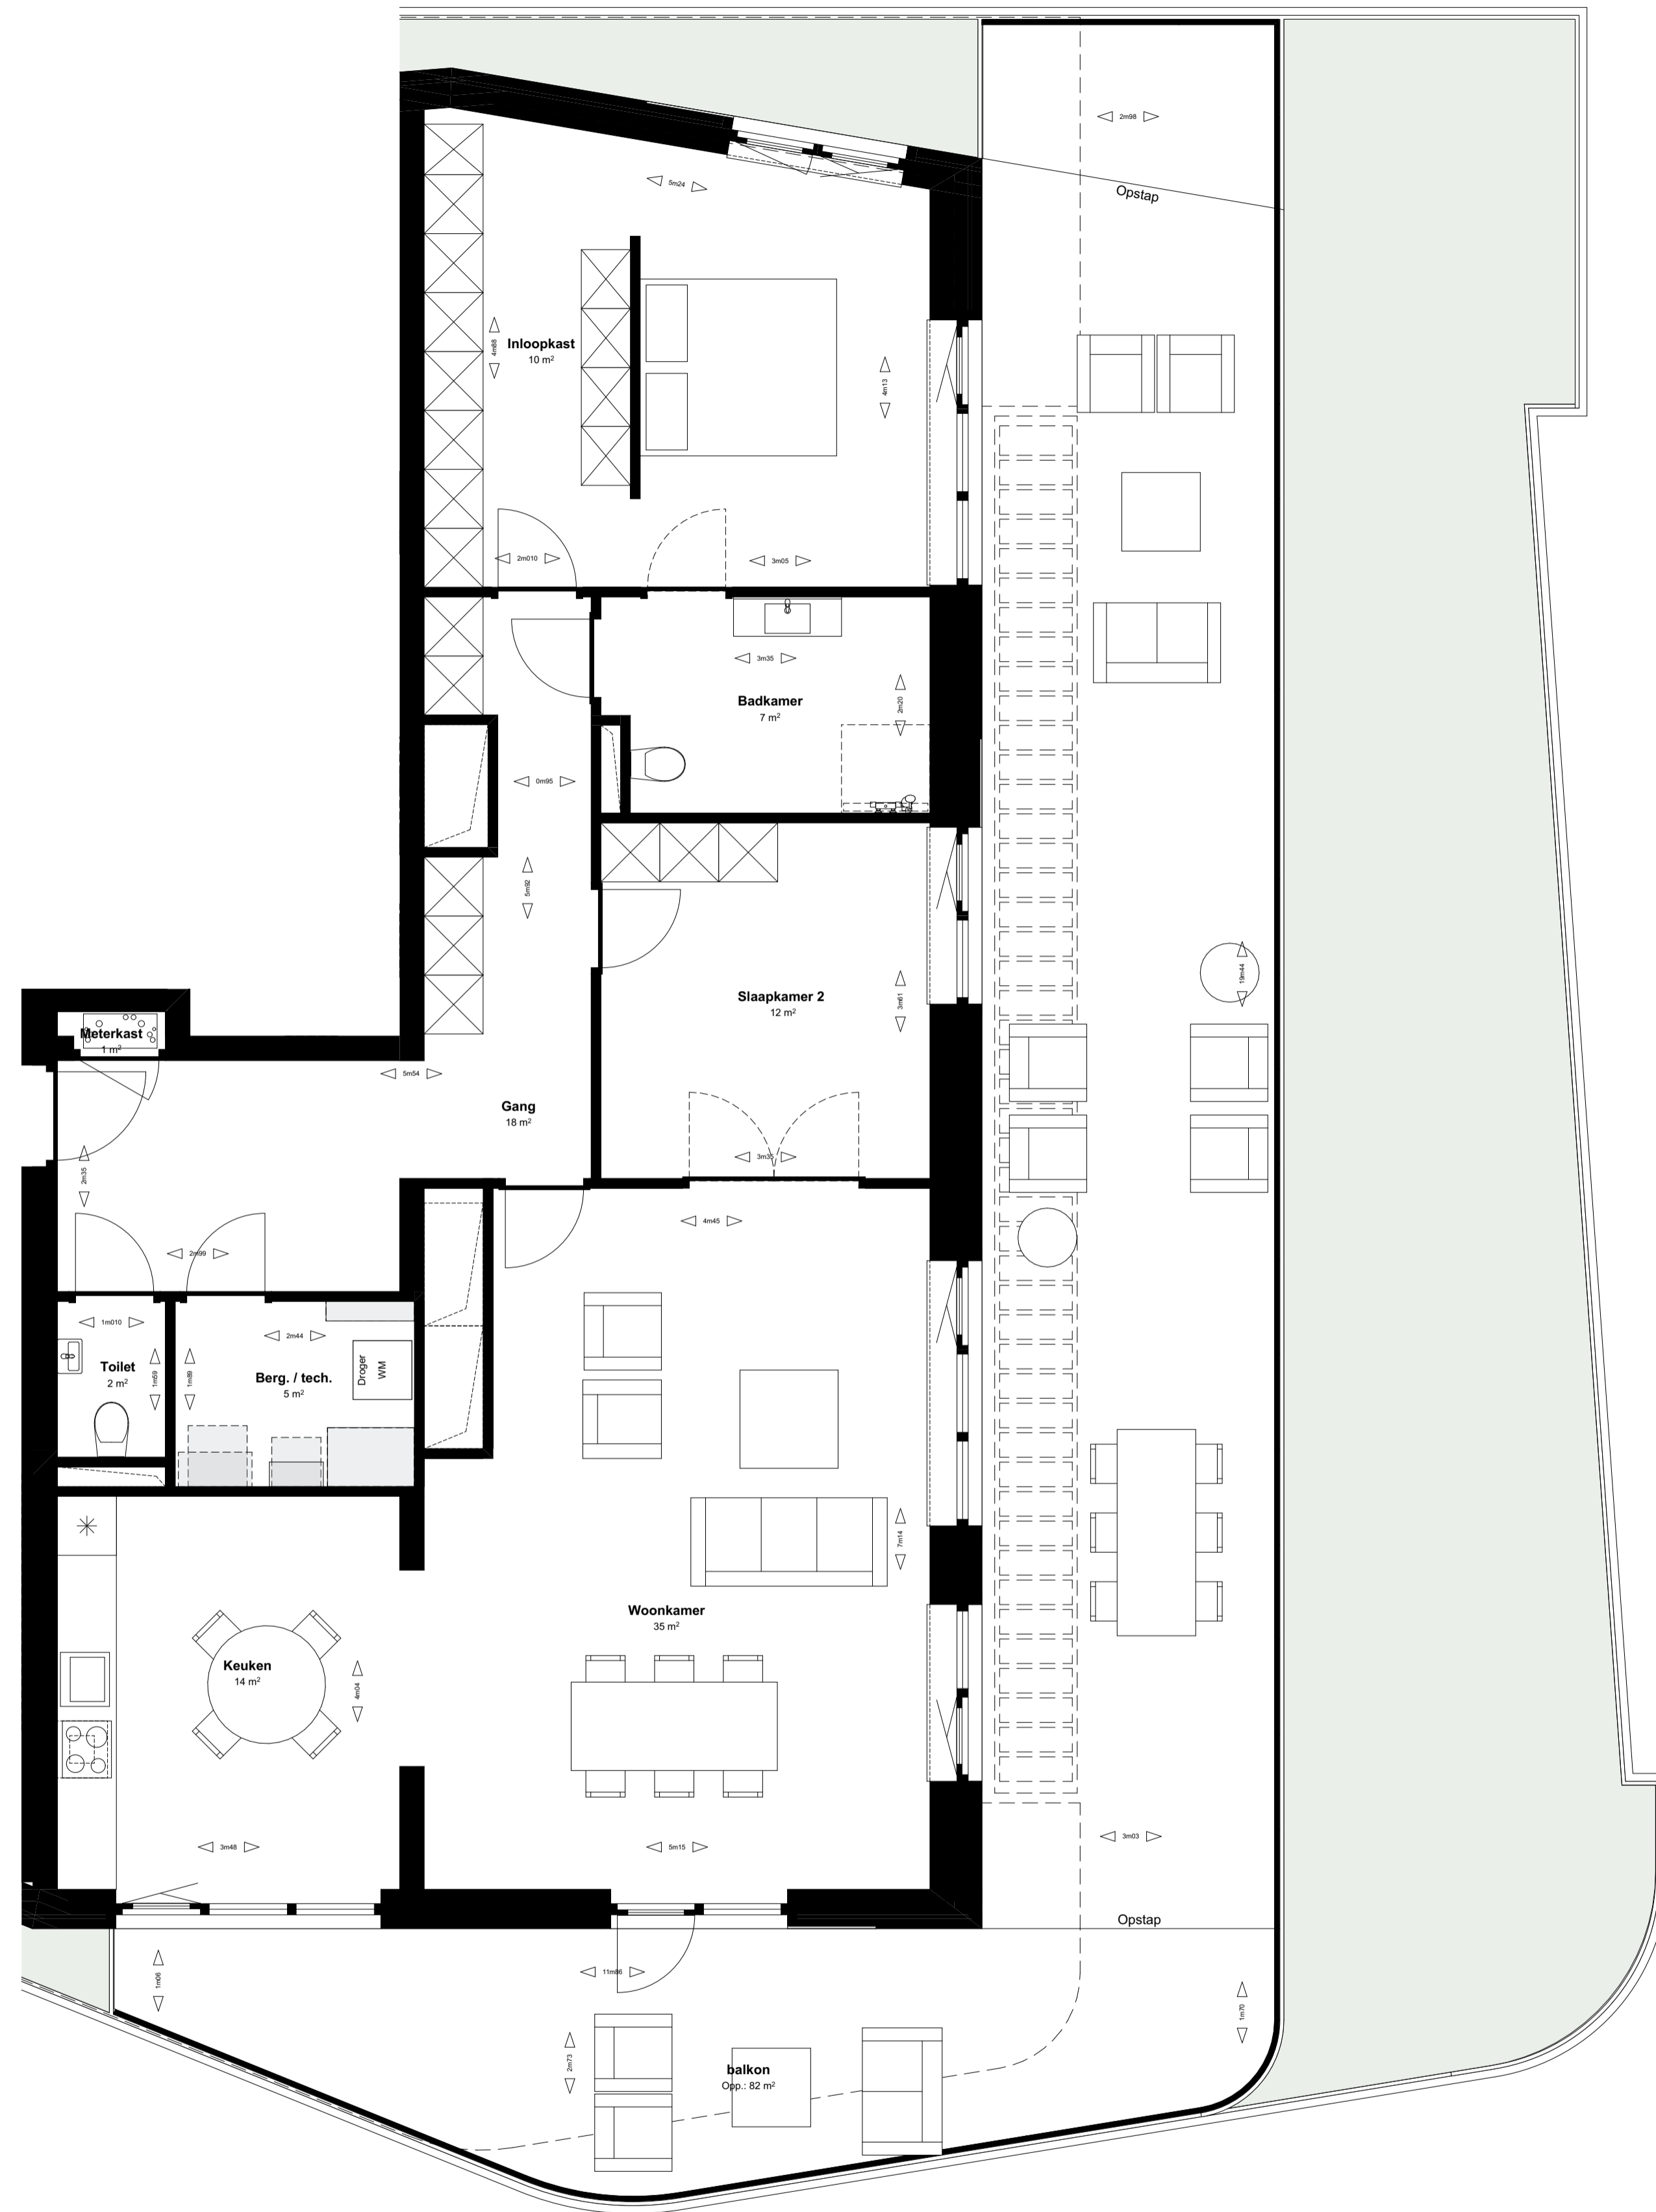 2m98
Opstap
5m24
Inloopkast
10 m²
4m88
4m13
2m010
3m05
3m35
Badkamer
7 m²
2m20
0m95
5m92
Slaapkamer 2
12 m²
3m61
19m44
Meterkast
1 m²
5m54
Gang
18 m²
2m35
3m35
4m45
2m99
1m010
2m44
Toilet
2 m²
1m59
1m89
Berg. / tech.
5 m²
Droger
WM
7m14
Woonkamer
35 m²
Keuken
14 m²
4m04
3m48
5m15
3m03
Opstap
1m06
11m86
1m70
2m73
balkon
Opp.: 82 m²